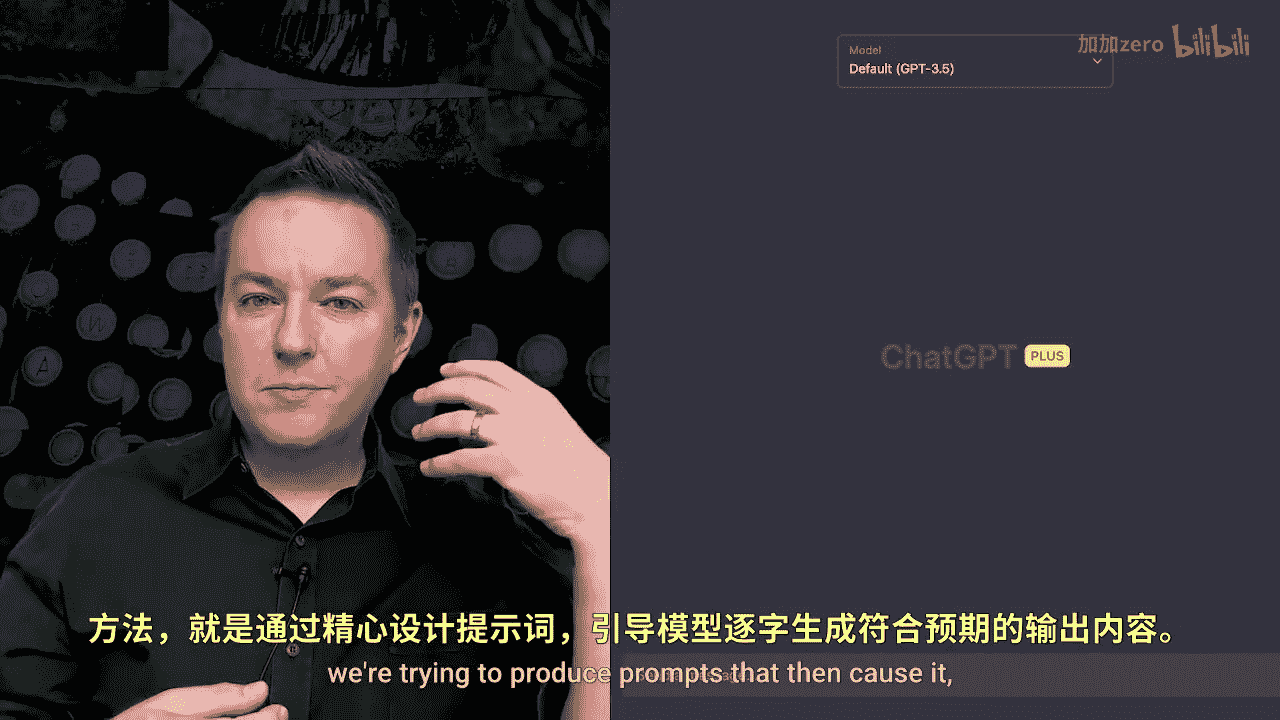 加加zero bilibili
Model
Default (GPT-3.5)
ChatGPT PLUS
方法，就是通过精心设计提示词，引导模型逐字生成符合预期的输出内容。
we're trying to produce prompts that then cause it,